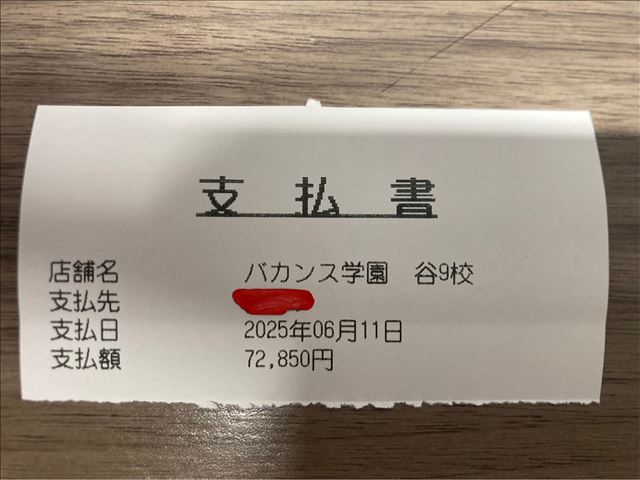 支払書
店舗名 バカンス学園 谷9校
支払先
支払日 2025年06月11日
支払額 72,850円